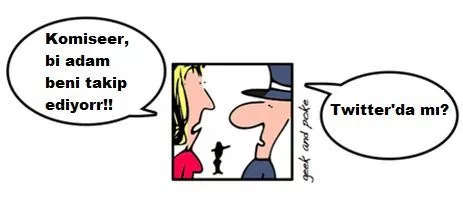 Komiseer,
bi adam
beni takip
ediyorr!!
Twitter'da mı?
geek and poke